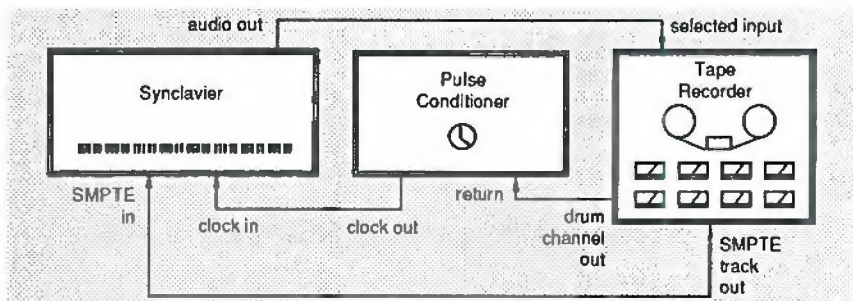 audio out
selected input
Synclavier
Pulse
Conditioner
Tape
Recorder
SMPTE
in
clock in
clock out
return
drum
channel
out
SMPTE
track
out